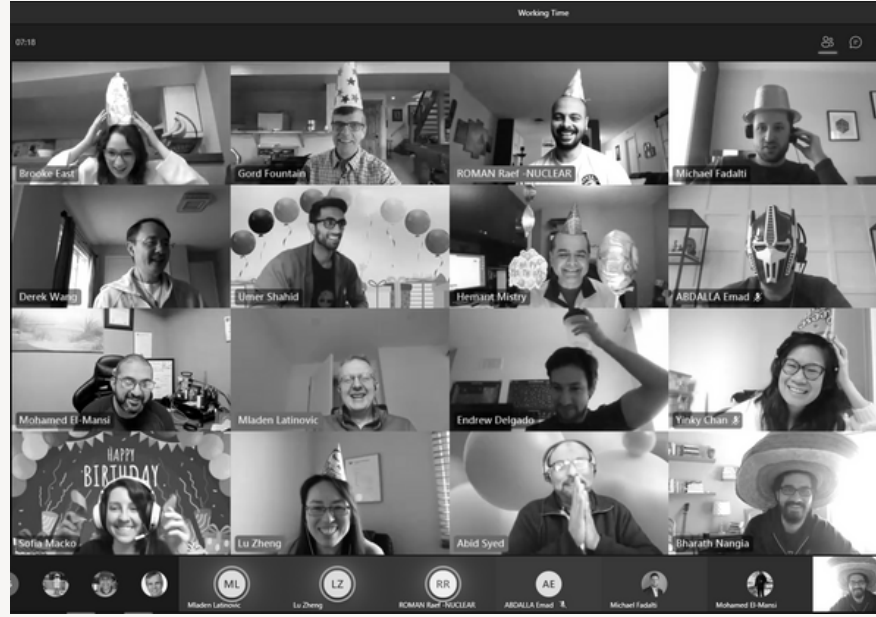 Working Time
07:18
Brooke East
Gord Fountain
ROMAN Raef -NUCLEAR
Michael Fadalti
Derek Wang
Umer Shahid
Hemant Mistry
ABDALLA Emad
Mohamed El-Mansi
Mladen Latinovic
Endrew Delgado
Yinky Chan
HAPPY
BIRTHDAY
Sofia Macko
Lu Zheng
Abid Syed
Bharath Nangia
ML
LZ
RR
AE
Mladen Latinovic
Lu Zheng
ROMAN Raef -NUCLEAR
ABDALLA Emad
Michael Fadalti
Mohamed El-Mansi